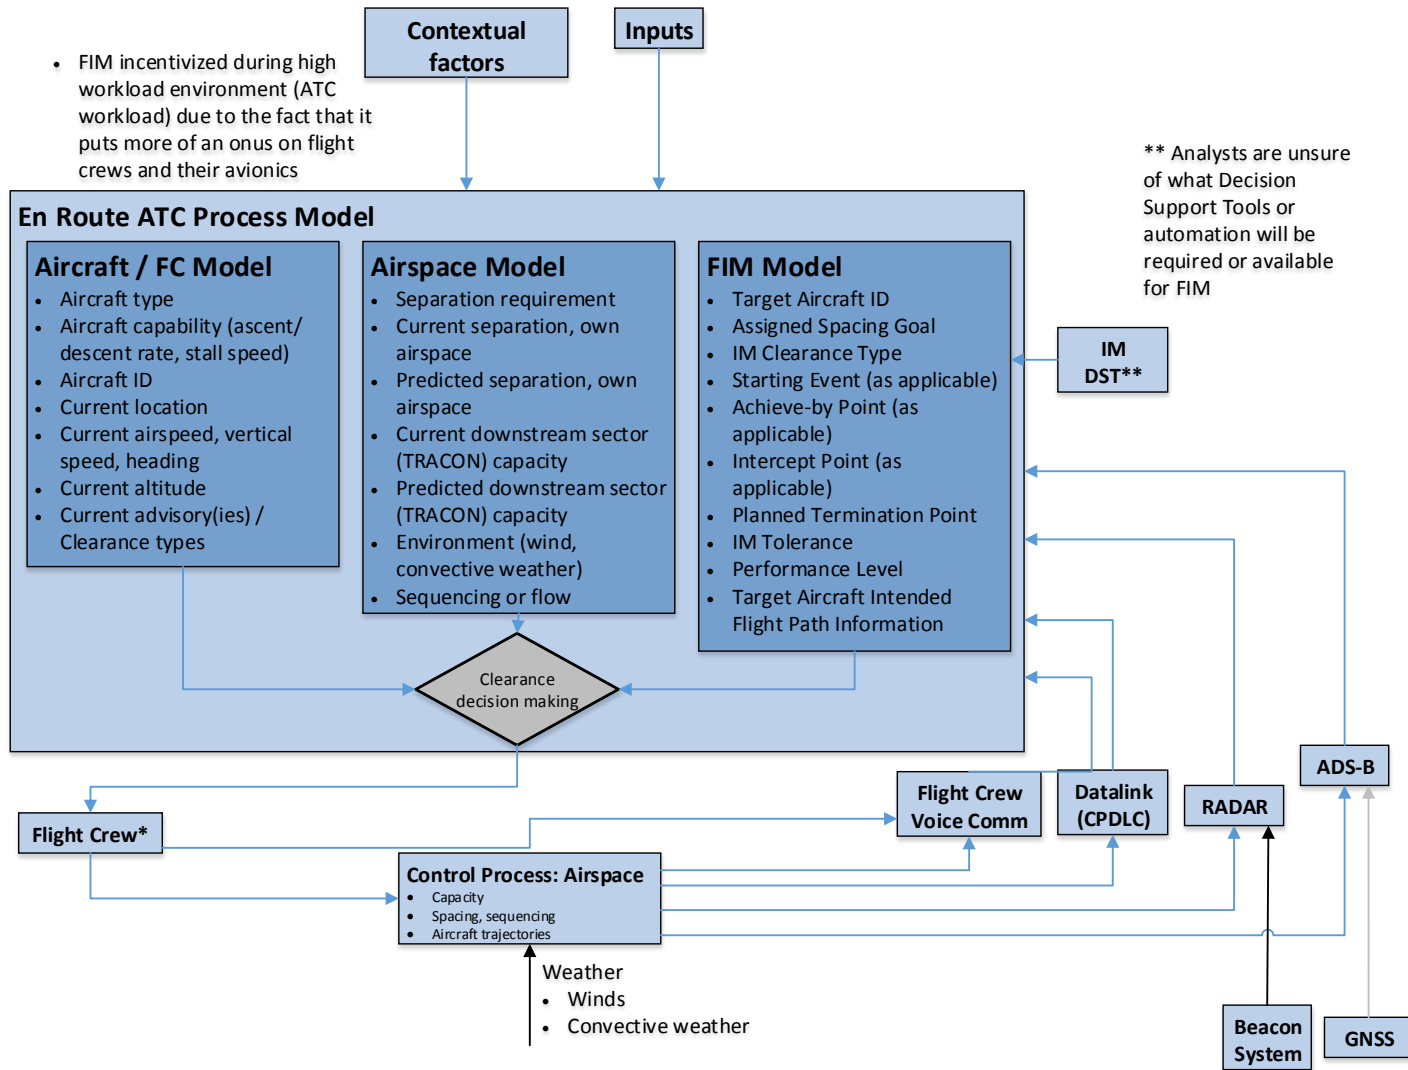 Contextual
factors
Inputs
• FIM incentivized during high
workload environment (ATC
workload) due to the fact that it
puts more of an onus on flight
crews and their avionics
** Analysts are unsure
of what Decision
Support Tools or
automation will be
required or available
for FIM
En Route ATC Process Model
Aircraft / FC Model
• Aircraft type
• Aircraft capability (ascent/
descent rate, stall speed)
• Aircraft ID
• Current location
• Current airspeed, vertical
speed, heading
• Current altitude
• Current advisory(ies) /
Clearance types
Airspace Model
• Separation requirement
• Current separation, own
airspace
• Predicted separation, own
airspace
• Current downstream sector
(TRACON) capacity
• Predicted downstream sector
(TRACON) capacity
• Environment (wind,
convective weather)
• Sequencing or flow
FIM Model
• Target Aircraft ID
• Assigned Spacing Goal
• IM Clearance Type
• Starting Event (as applicable)
• Achieve-by Point (as
applicable)
• Intercept Point (as
applicable)
• Planned Termination Point
• IM Tolerance
• Performance Level
• Target Aircraft Intended
Flight Path Information
IM
DST**
Clearance
decision making
Flight Crew*
Flight Crew
Voice Comm
Datalink
(CPDLC)
RADAR
ADS-B
Control Process: Airspace
• Capacity
• Spacing, sequencing
• Aircraft trajectories
Weather
• Winds
• Convective weather
Beacon
System
GNSS